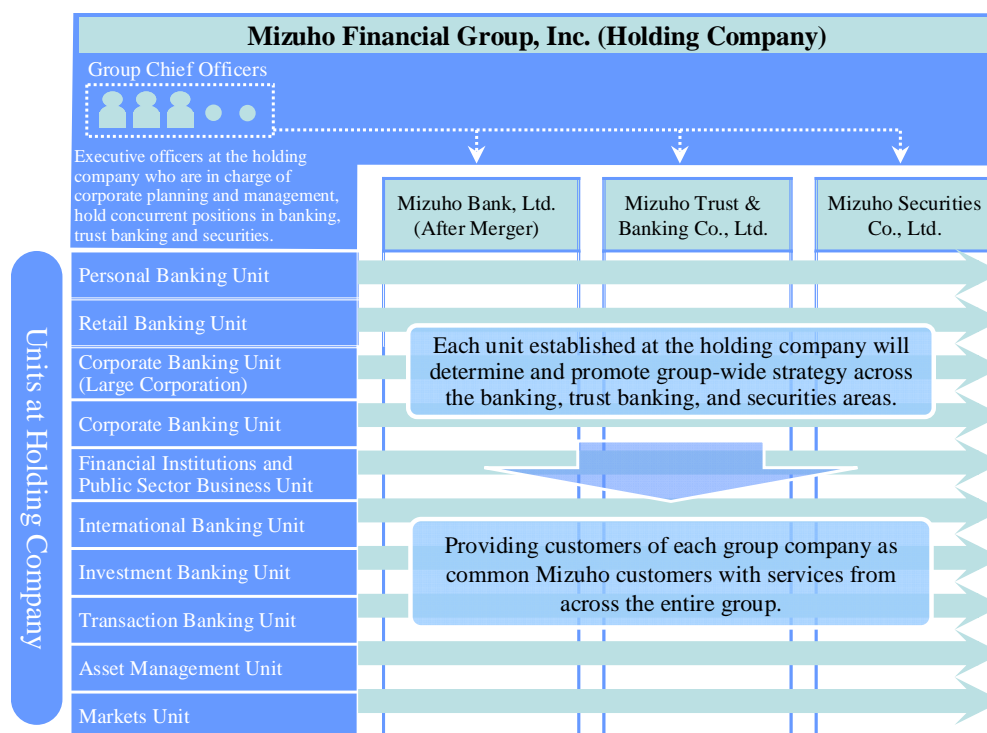 Mizuho Financial Group, Inc. (Holding Company)
Group Chief Officers
Executive officers at the holding
company who are in charge of
corporate planning and management,
hold concurrent positions in banking,
trust banking and securities.
Mizuho Bank, Ltd.
(After Merger)
Mizuho Trust &
Banking Co., Ltd.
Mizuho Securities
Co., Ltd.
Units at Holding Company
Personal Banking Unit
Retail Banking Unit
Corporate Banking Unit
(Large Corporation)
Corporate Banking Unit
Financial Institutions and
Public Sector Business Unit
International Banking Unit
Investment Banking Unit
Transaction Banking Unit
Asset Management Unit
Markets Unit
Each unit established at the holding company will
determine and promote group-wide strategy across
the banking, trust banking, and securities areas.
Providing customers of each group company as
common Mizuho customers with services from
across the entire group.